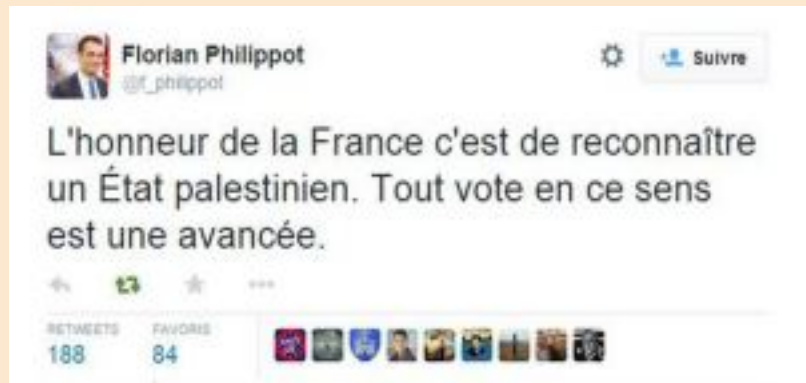 Florian Philippot
@f_philippot
Suivre
L'honneur de la France c'est de reconnaître
un État palestinien. Tout vote en ce sens
est une avancée.
RETWEETS FAVORIS
188 84